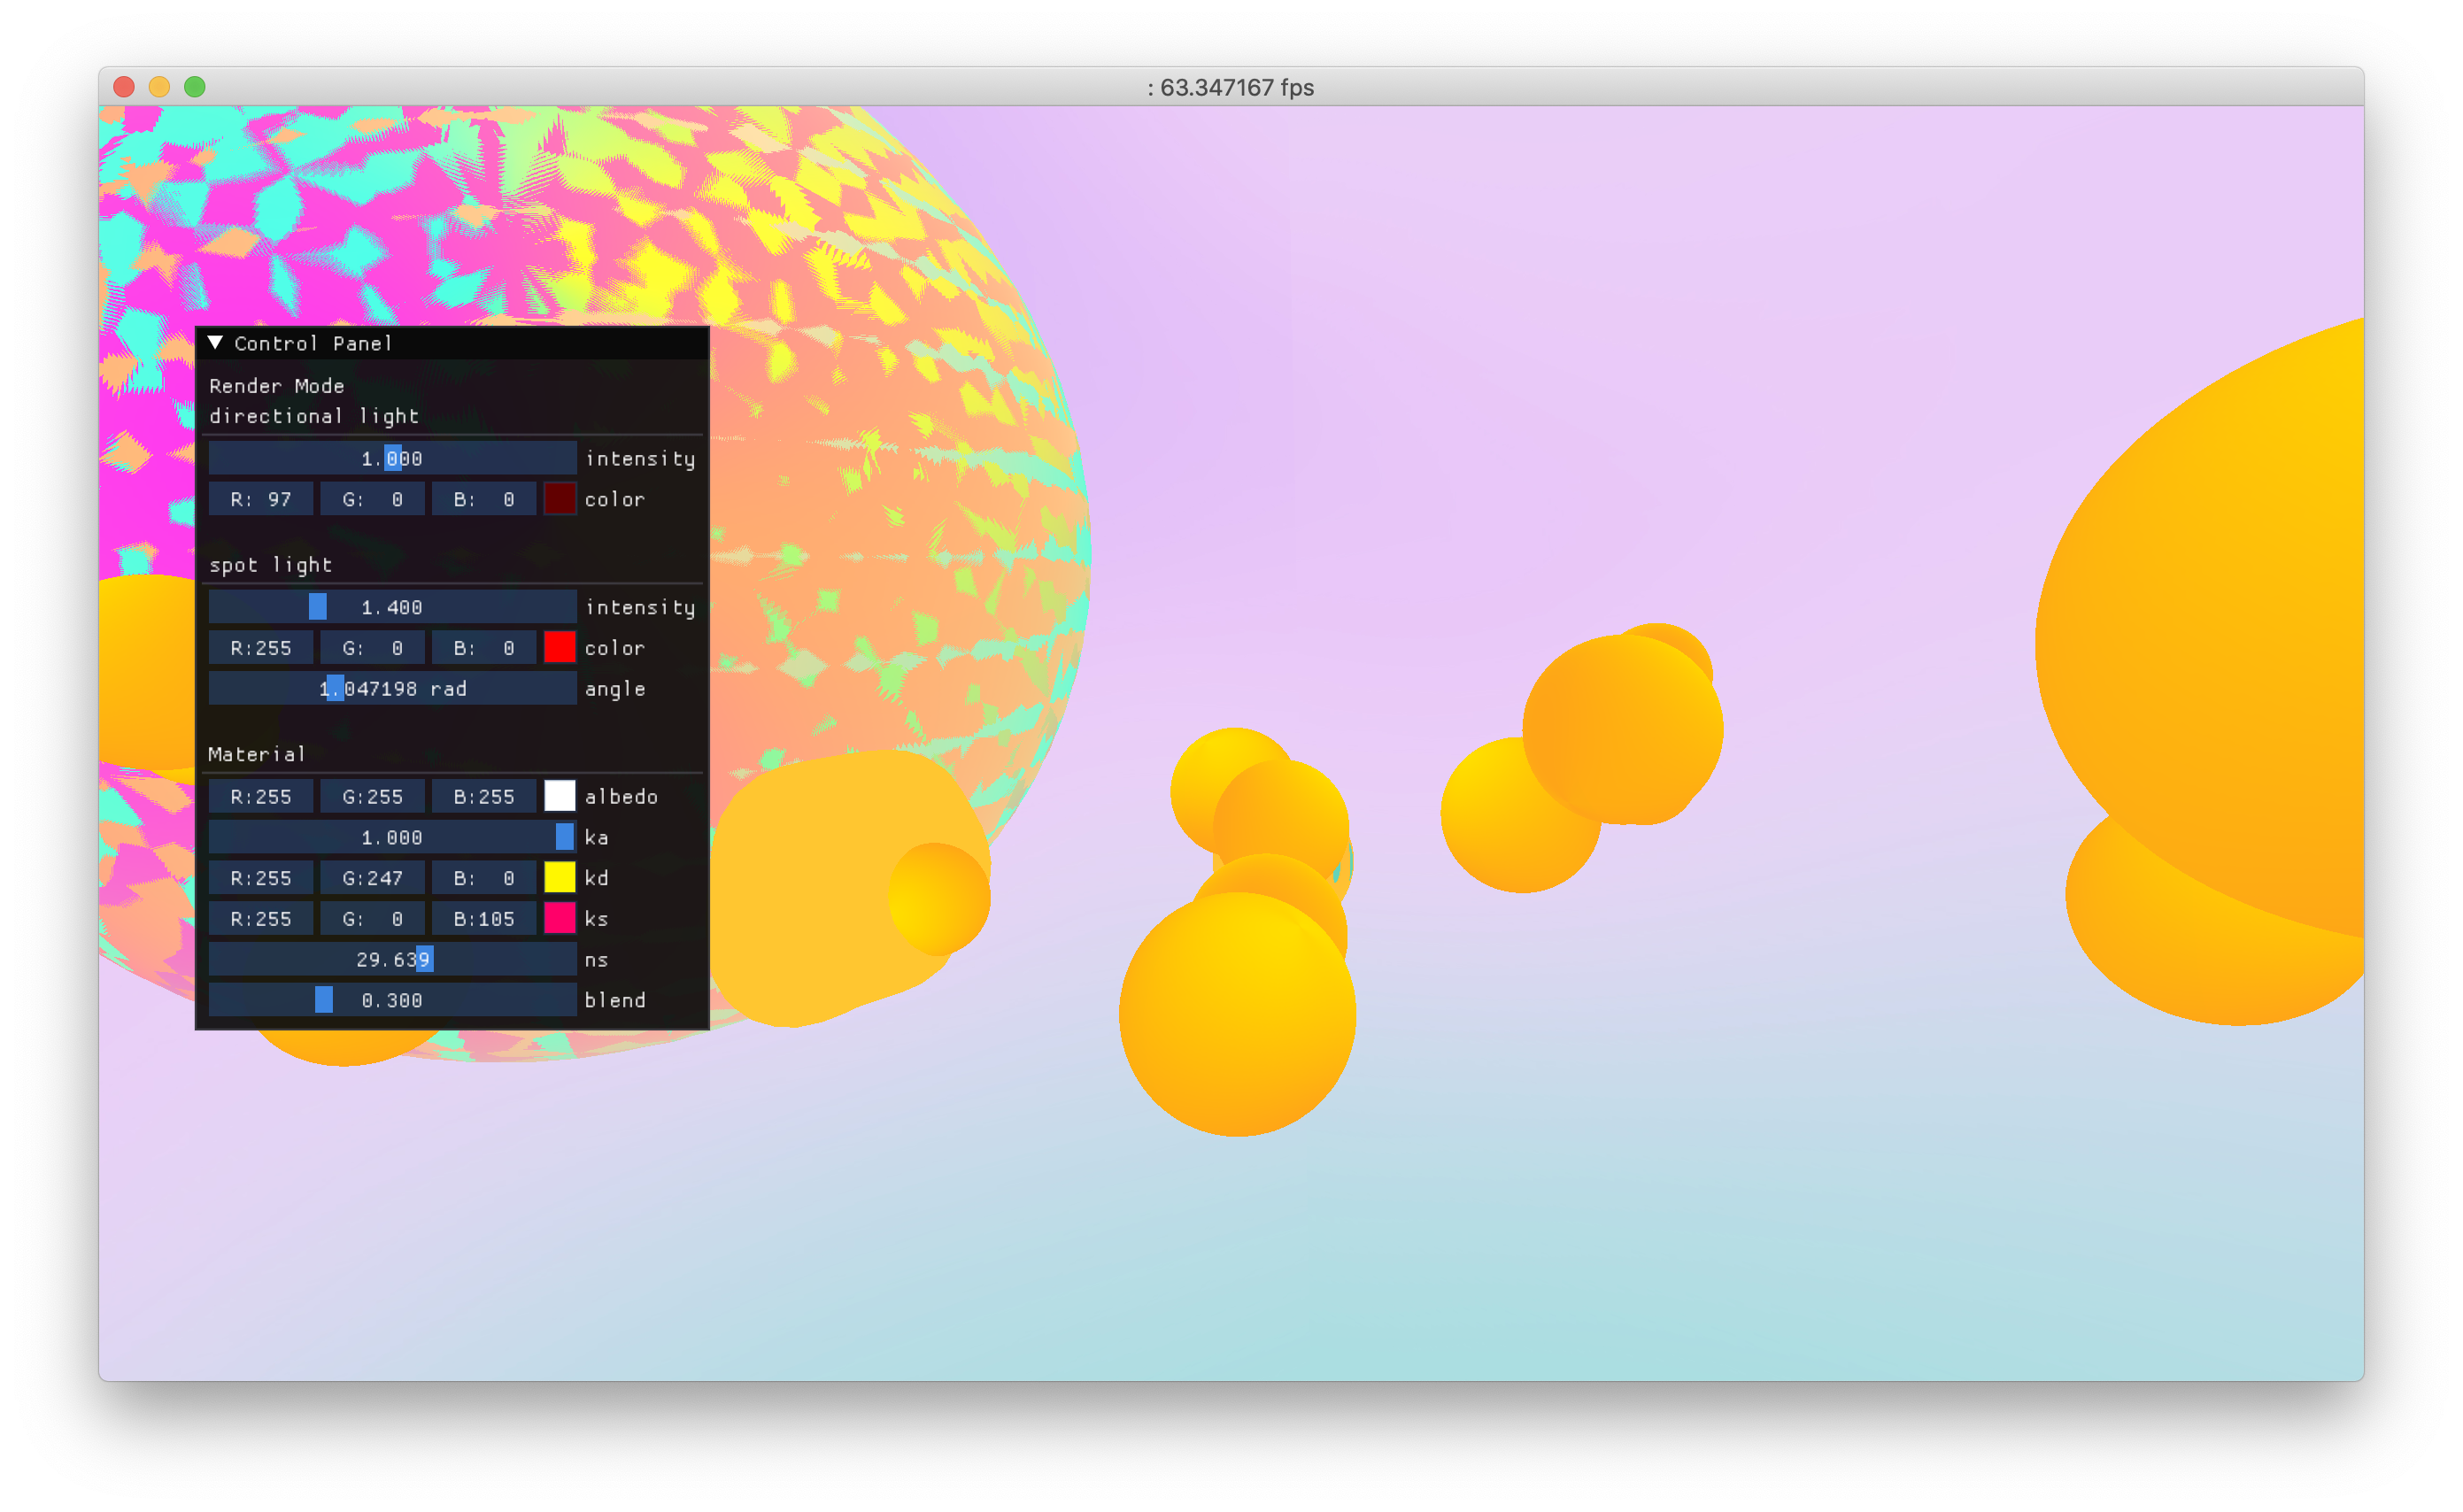 : 63.347167 fps
Control Panel
Render Mode
directional light
1.000 intensity
R: 97 G: 0 B: 0 color
spot light
1.400 intensity
R:255 G: 0 B: 0 color
1.047198 rad angle
Material
R:255 G:255 B:255 albedo
1.000 ka
R:255 G:247 B: 0 kd
R:255 G: 0 B:105 ks
29.639 ns
0.300 blend